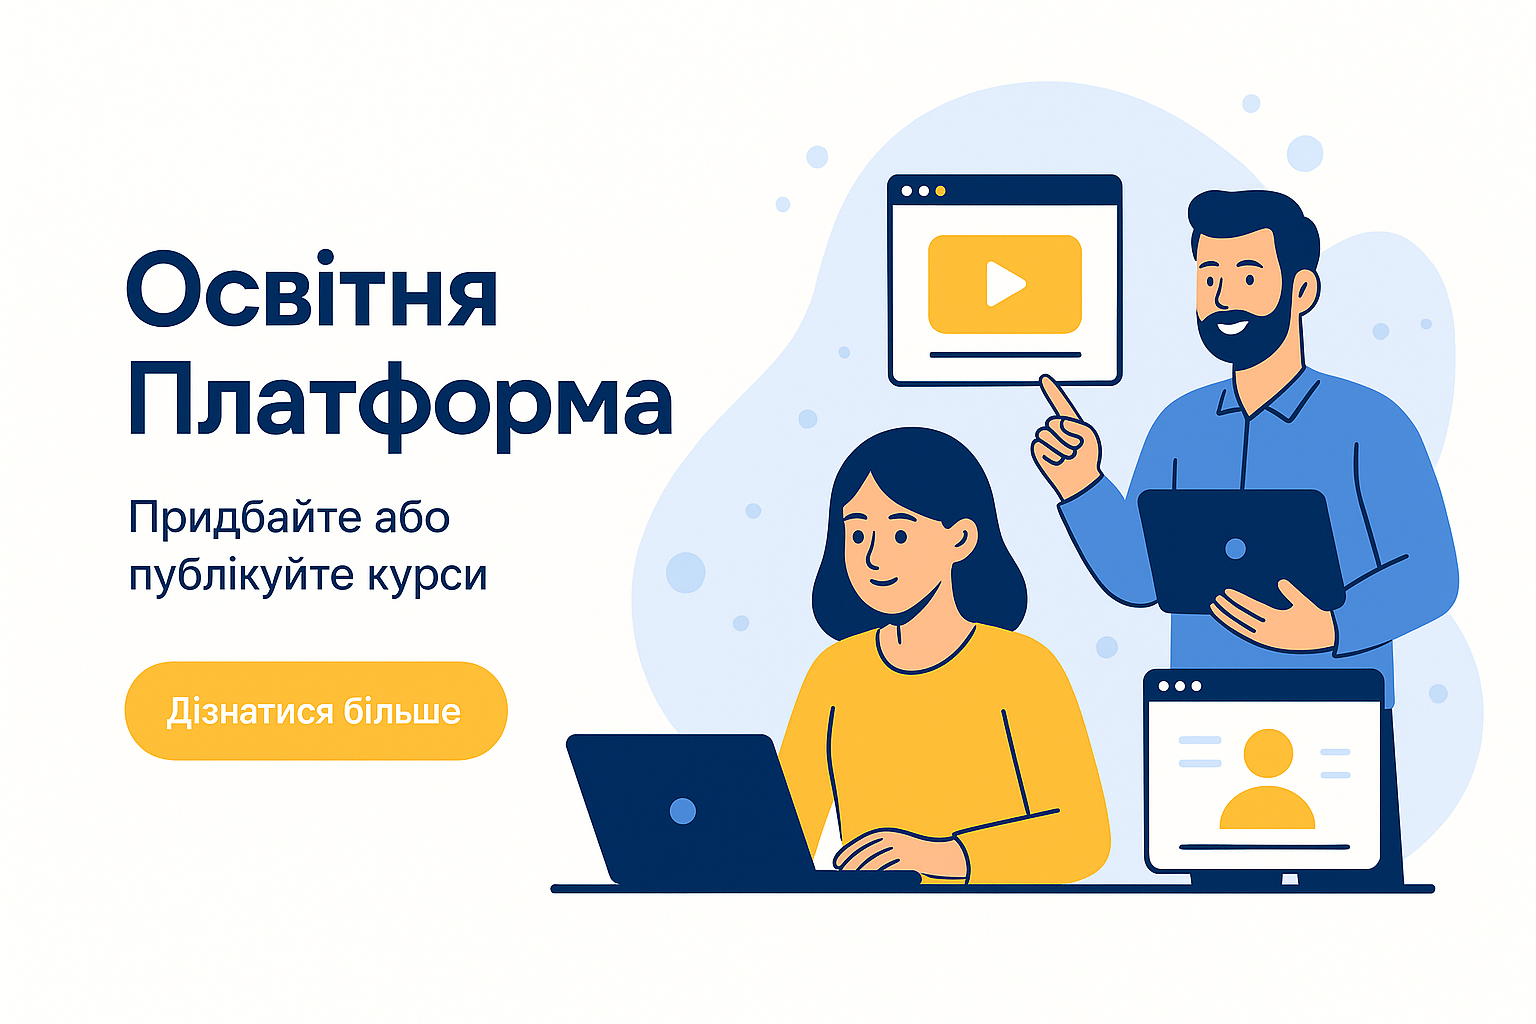 Освітня
Платформа
Придбайте або
публікуйте курси
Дізнатися більше